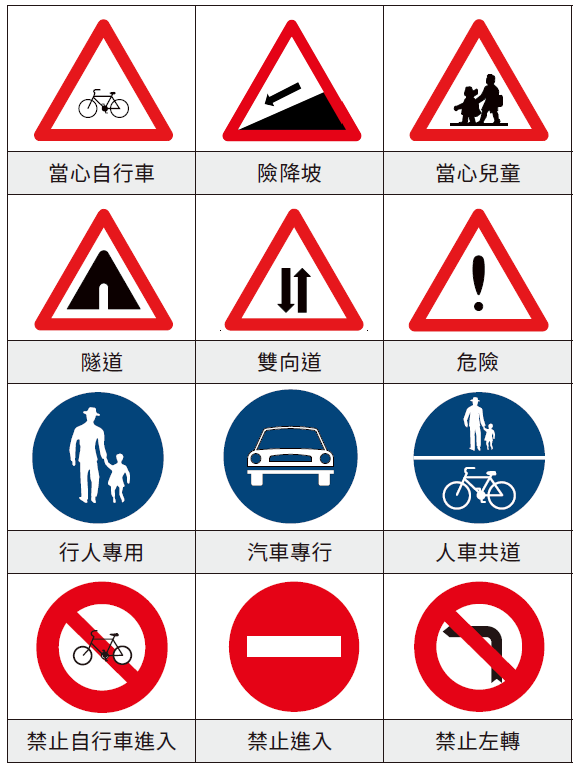 當心自行車
險降坡
當心兒童
隧道
雙向道
危險
行人專用
汽車專行
人車共道
禁止自行車進入
禁止進入
禁止左轉